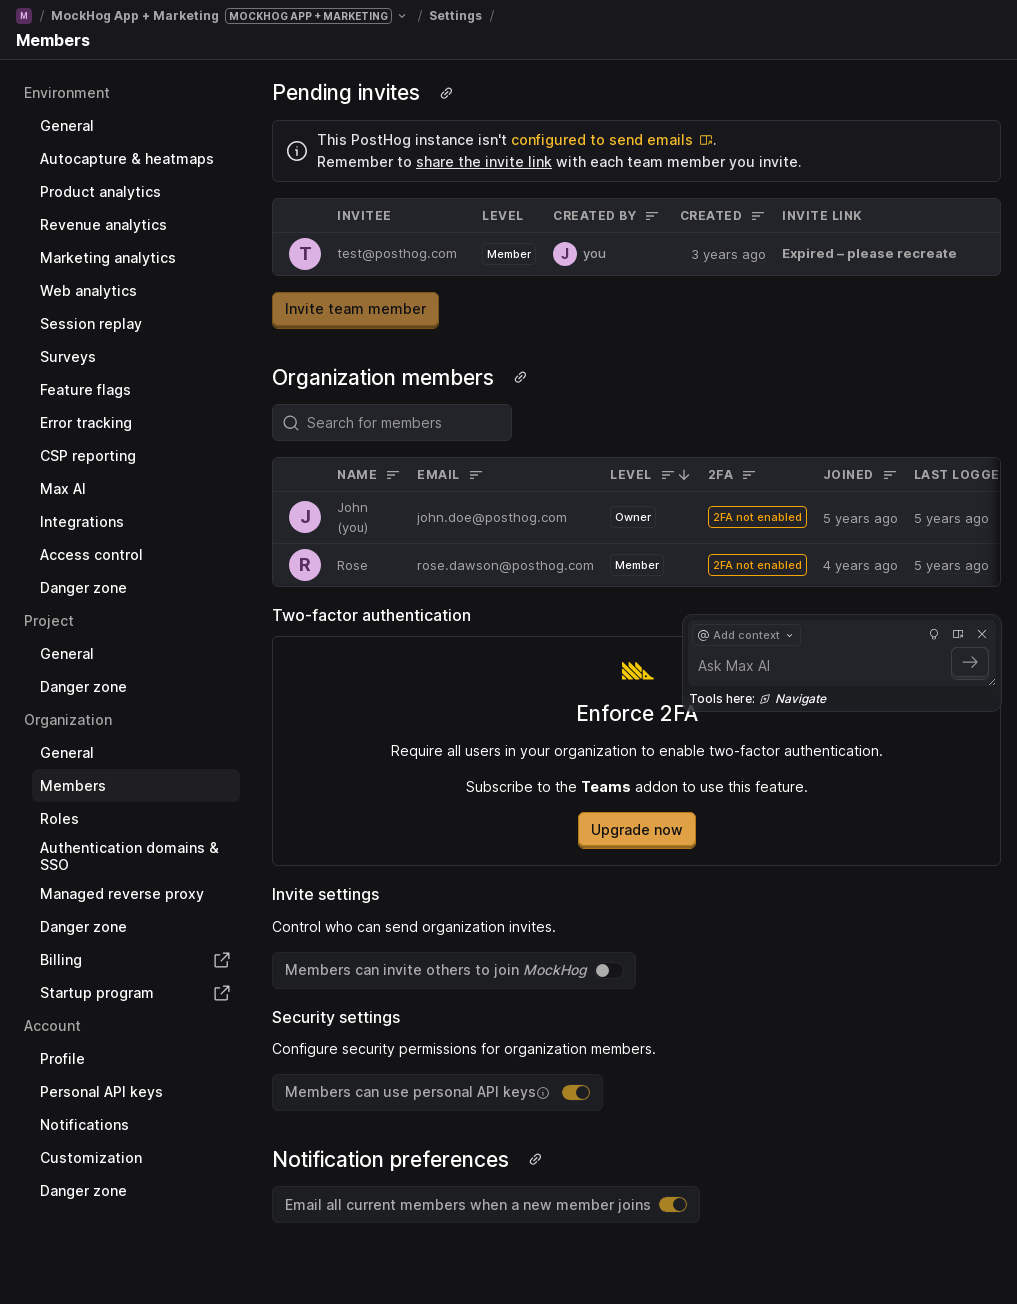 M / MockHog App + Marketing MOCKHOG APP + MARKETING / Settings /
Members
Environment
General
Autocapture & heatmaps
Product analytics
Revenue analytics
Marketing analytics
Web analytics
Session replay
Surveys
Feature flags
Error tracking
CSP reporting
Max AI
Integrations
Access control
Danger zone
Project
General
Danger zone
Organization
General
Members
Roles
Authentication domains &
SSO
Managed reverse proxy
Danger zone
Billing
Startup program
Account
Profile
Personal API keys
Notifications
Customization
Danger zone
Pending invites
This PostHog instance isn't configured to send emails.
Remember to share the invite link with each team member you invite.
INVITEE LEVEL CREATED BY CREATED INVITE LINK
T test@posthog.com Member J you 3 years ago Expired – please recreate
Invite team member
Organization members
Search for members
NAME EMAIL LEVEL 2FA JOINED LAST LOGGE
J John
(you) john.doe@posthog.com Owner 2FA not enabled 5 years ago 5 years ago
R Rose rose.dawson@posthog.com Member 2FA not enabled 4 years ago 5 years ago
Two-factor authentication
@ Add context
Ask Max AI
Tools here: Navigate
Enforce 2FA
Require all users in your organization to enable two-factor authentication.
Subscribe to the Teams addon to use this feature.
Upgrade now
Invite settings
Control who can send organization invites.
Members can invite others to join MockHog
Security settings
Configure security permissions for organization members.
Members can use personal API keys
Notification preferences
Email all current members when a new member joins